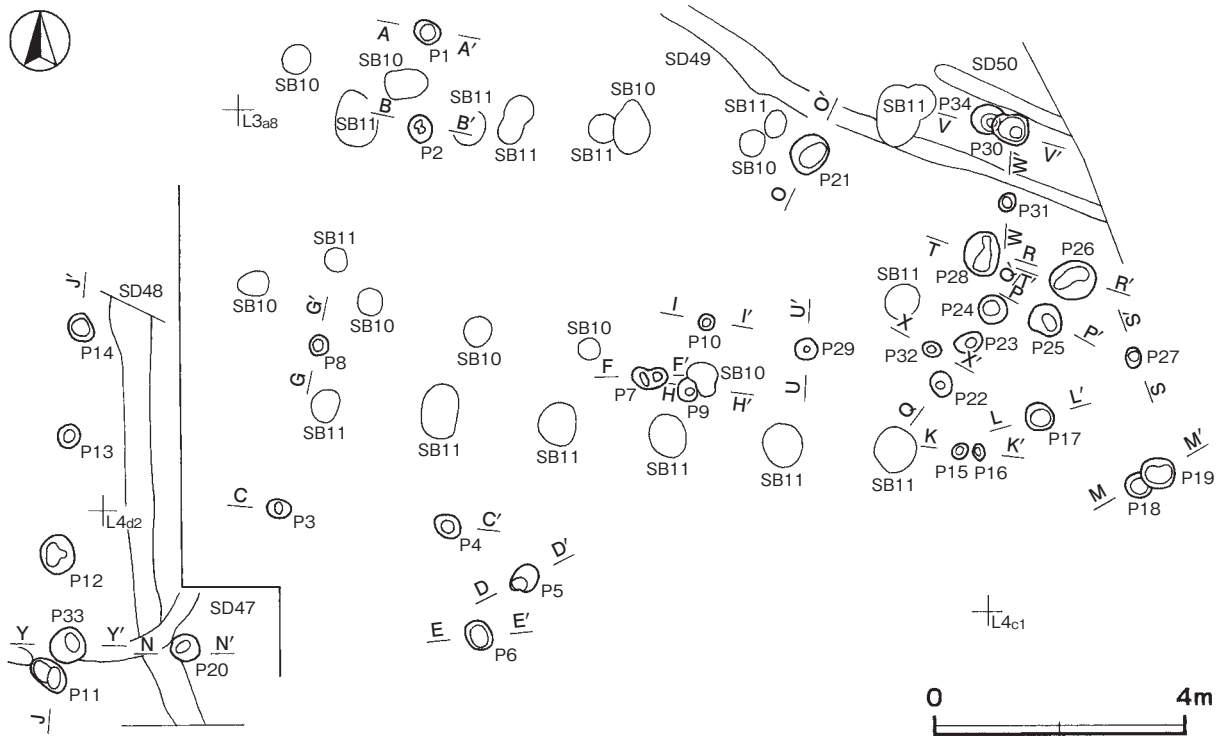 A P1 A′
SB10
SB10
SB11 B P2 B′
SB11
SB11
SB10
SB11
SD49
SB11
SB10
O′
O
P21
SB11
SD50
P34
V
P30
V′
W′
P31
W
L3a8
SB11
SB10
SB10
G′
P8
G
SB11
SB10
SB11
SB10
SB11
I P10 I′
F P7 F′
H P9 H′
SB10
SB11
U′
P29
U
SB11
T
P28
R
T′
Q′
P
P26
R′
P24
P25
P′
S′
P27
S
SB11
X
P32
P23
X′
P22
Q
K P15 P16 K′
SB11
L P17 L′
M P18 P19 M′
J′
SD48
P14
P13
L4d2
P12
P33
Y Y′
N P20 N′
SD47
P11
J
C P3
P4 C′
D P5 D′
E P6 E′
L4c1
0 4m